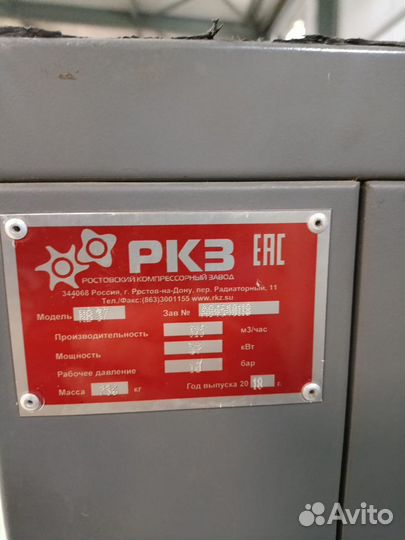 РКЗ
EAC
РОСТОВСКИЙ КОМПРЕССОРНЫЙ ЗАВОД
344068 Россия, г. Ростов-на-Дону, пер. Радиаторный, 11
Тел./Факс:(863)3001155 www.rkz.su
Модель Зав №
Производительность м3/час
Мощность кВт
Рабочее давление бар
Масса кг Год выпуска 2018 г.
Avito